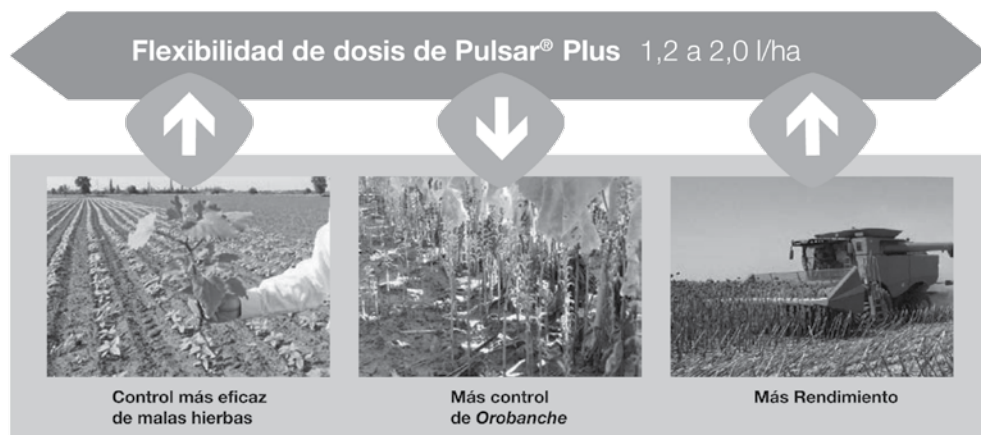 Flexibilidad de dosis de Pulsar® Plus 1,2 a 2,0 l/ha
Control más eficaz
de malas hierbas
Más control
de Orobanche
Más Rendimiento